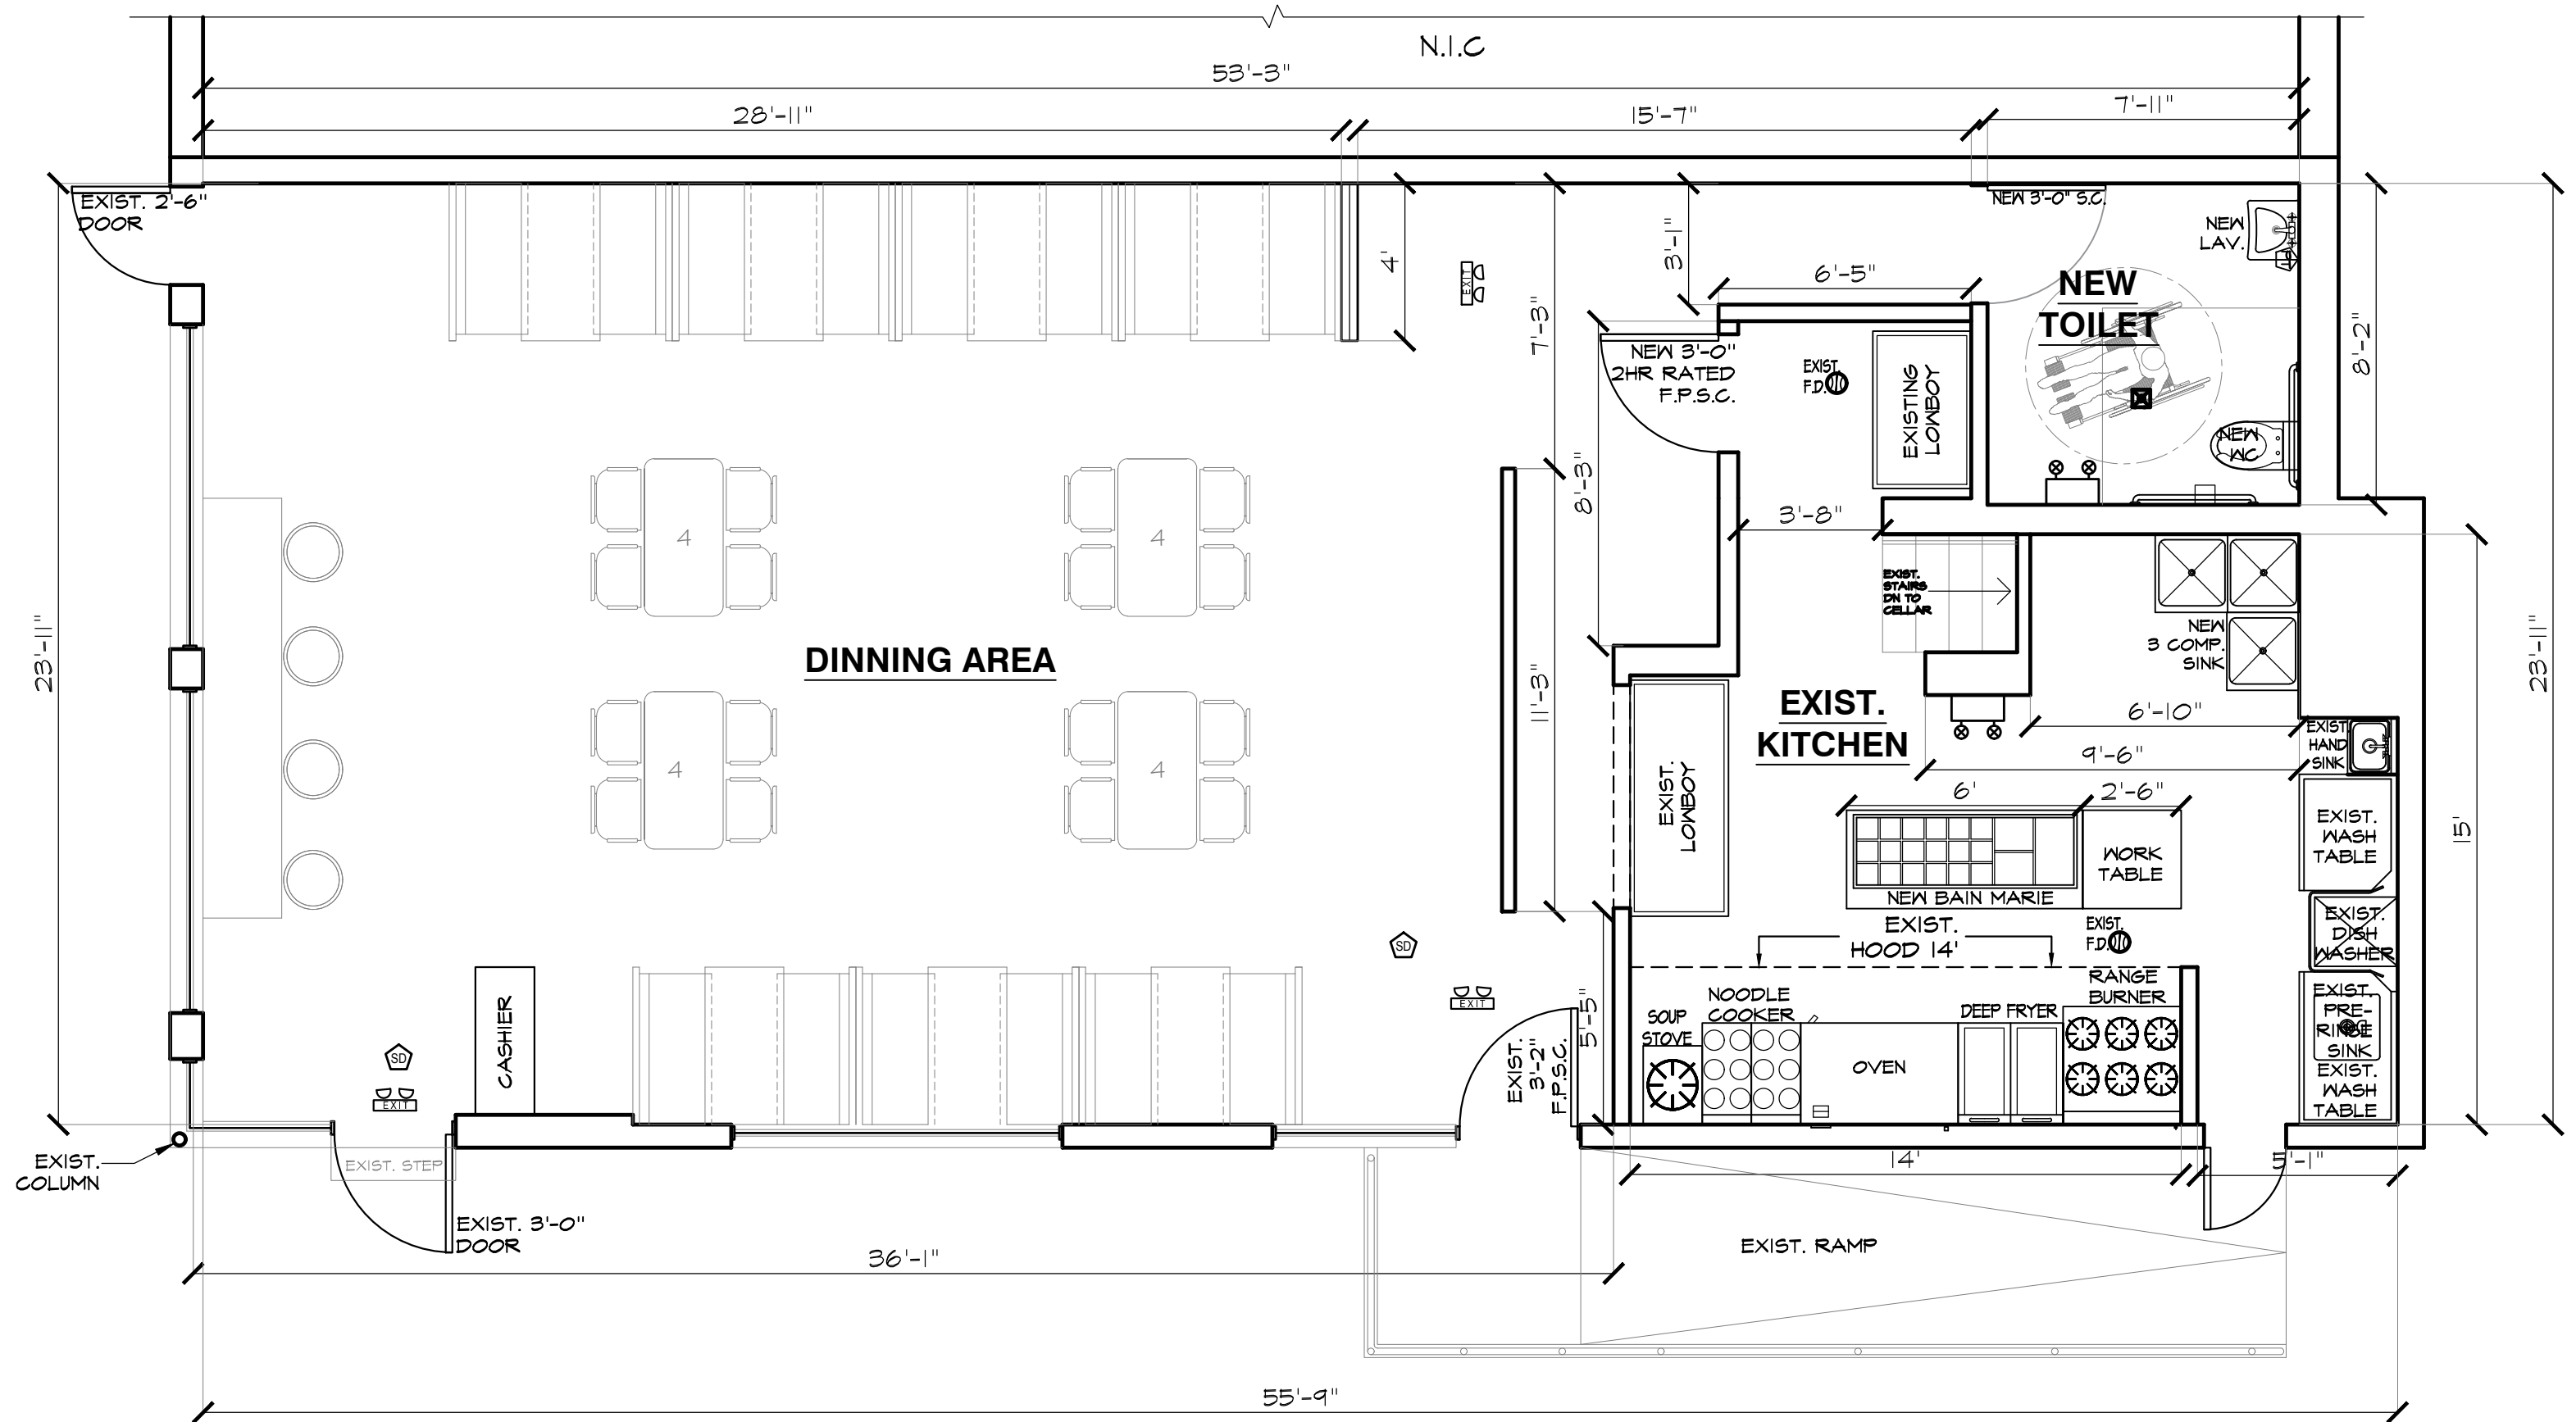 N.I.C
53'-3"
28'-11"
15'-7"
7'-11"
EXIST. 2'-6"
DOOR
NEW 3'-0" S.C.
NEW
LAV.
4'
EXIT
3'-11"
6'-5"
7'-3"
NEW
TOILET
8'-2"
NEW 3'-0"
2HR RATED
F.P.S.C.
EXIST.
F.D.
EXISTING
LOWBOY
NEW
WC
8'-3"
3'-8"
4
4
EXIST.
STAIRS
DN TO
CELLAR
23'-11"
DINNING AREA
11'-3"
NEW
3 COMP.
SINK
23'-11"
EXIST.
KITCHEN
6'-10"
EXIST.
HAND
SINK
9'-6"
4
4
EXIST.
LOWBOY
6'
2'-6"
EXIST.
WASH
TABLE
15'
WORK
TABLE
NEW BAIN MARIE
EXIST.
HOOD 14'
EXIST.
F.D.
EXIST.
DISH
WASHER
SD
EXIT
RANGE
BURNER
NOODLE
COOKER
DEEP FRYER
SOUP
STOVE
OVEN
EXIST.
PRE-
RINSE
SINK
EXIST.
WASH
TABLE
5'-5"
EXIST.
3'-2"
F.P.S.C.
CASHIER
SD
EXIT
EXIST.
COLUMN
EXIST. STEP
14'
5'-1"
EXIST. 3'-0"
DOOR
EXIST. RAMP
36'-1"
55'-9"